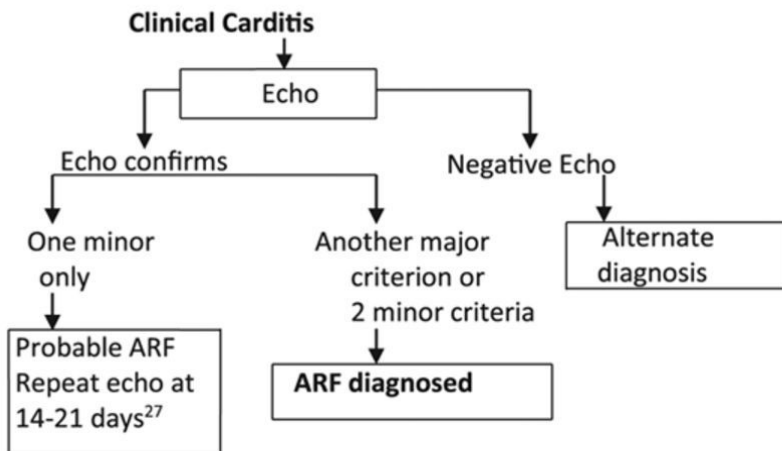 Clinical Carditis
Echo
Echo confirms
Negative Echo
One minor
only
Another major
criterion or
2 minor criteria
Alternate
diagnosis
Probable ARF
Repeat echo at
14-21 days²⁷
ARF diagnosed